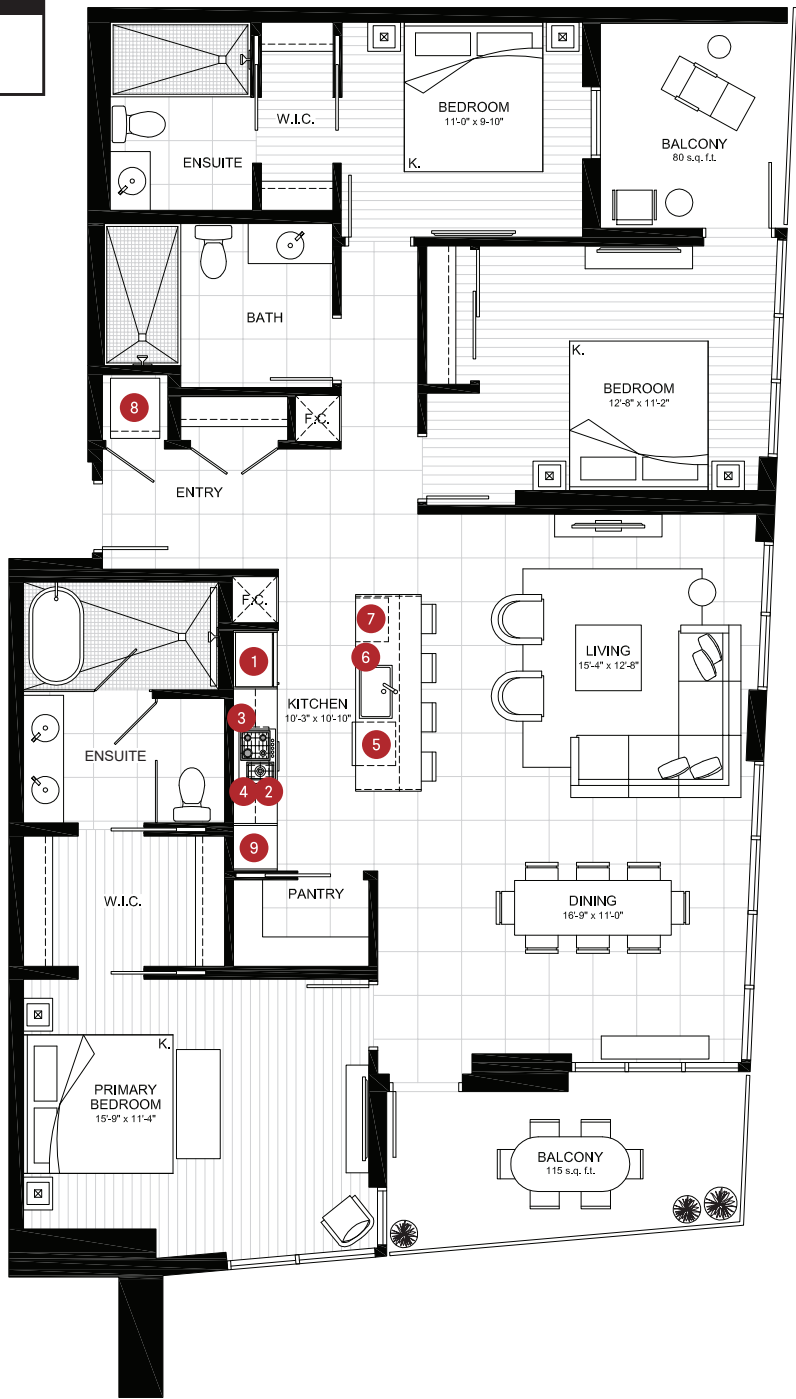 BEDROOM
11'-0" x 9-10"
K.
W.I.C.
ENSUITE
BALCONY
80 s.q. f.t.
BATH
K.
BEDROOM
12'-8" x 11'-2"
8
F.C.
ENTRY
F.C.
7
1
6
LIVING
15'-4" x 12'-8"
KITCHEN
10'-3" x 10'-10"
3
5
ENSUITE
4
2
9
PANTRY
W.I.C.
DINING
16'-9" x 11'-0"
K.
PRIMARY
BEDROOM
15'-9" x 11'-4"
BALCONY
115 s.q. f.t.